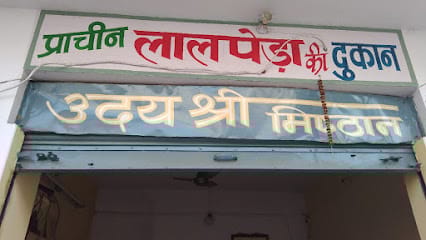 प्राचीन लाल पेड़ा की दुकान
उदय श्री मिष्ठान